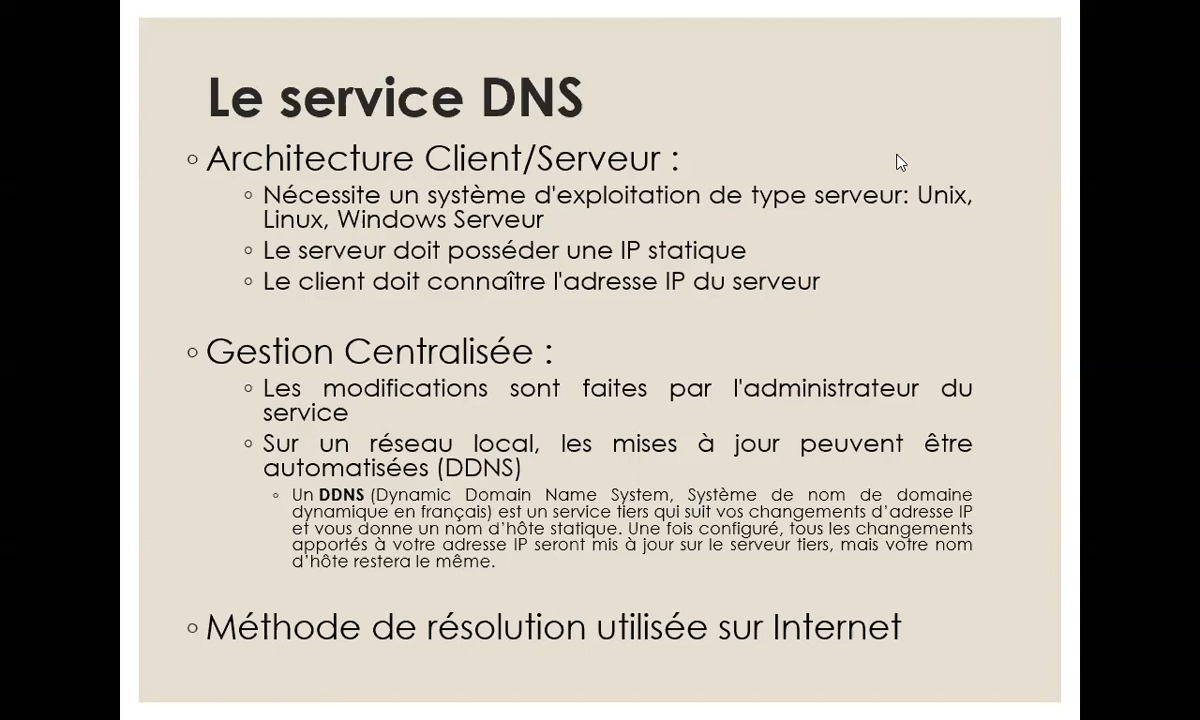 Le service DNS
◦ Architecture Client/Serveur :
◦ Nécessite un système d'exploitation de type serveur: Unix,
Linux, Windows Serveur
◦ Le serveur doit posséder une IP statique
◦ Le client doit connaître l'adresse IP du serveur
◦ Gestion Centralisée :
◦ Les modifications sont faites par l'administrateur du
service
◦ Sur un réseau local, les mises à jour peuvent être
automatisées (DDNS)
◦ Un DDNS (Dynamic Domain Name System, Système de nom de domaine
dynamique en français) est un service tiers qui suit vos changements d’adresse IP
et vous donne un nom d’hôte statique. Une fois configuré, tous les changements
apportés à votre adresse IP seront mis à jour sur le serveur tiers, mais votre nom
d’hôte restera le même.
◦ Méthode de résolution utilisée sur Internet